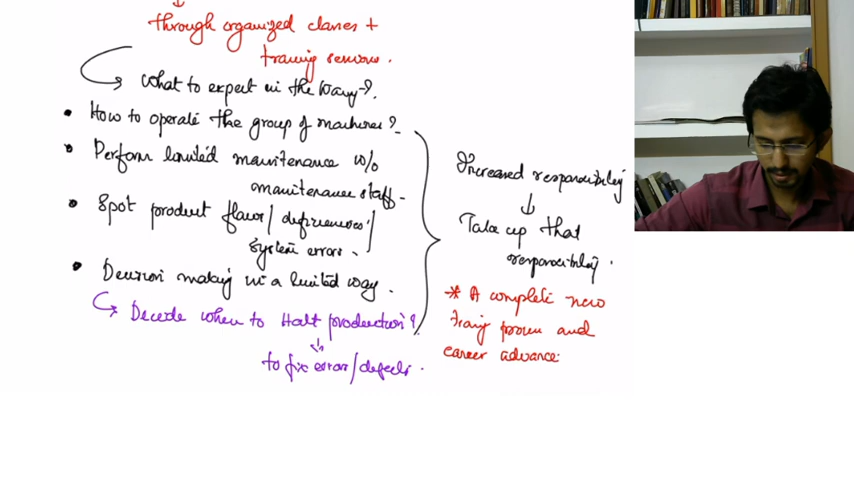 through organized classes +
training sessions.
What to expect in the way?.
• How to operate the group of machines?
• Perform limited maintenance w/o
maintenance staff
• Spot product flaws/deficiencies.
system errors.
• Decision making in a limited way.
Decide when to Halt production?
to fix error/defects.
Increased responsibility
Take up that
responsibility.
* A complete new
and
career advance